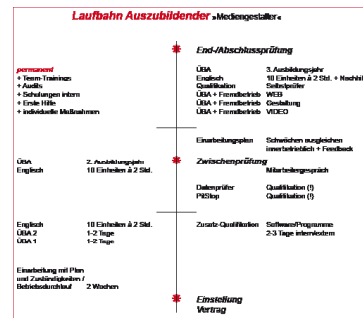 Laufbahn Auszubildender »Mediengestalter«
End-/Abschlussprüfung
permanent
+ Team-Trainings
+ Audits
+ Schulungen intern
+ Erste Hilfe
+ individuelle Maßnahmen
ÜBA 3. Ausbildungsjahr
Englisch 10 Einheiten à 2 Std. + Nachhil
Qualifikation Selbstprüfer
ÜBA + Fremdbetrieb WEB
ÜBA + Fremdbetrieb Gestaltung
ÜBA + Fremdbetrieb VIDEO
Einarbeitungsplan Schwächen ausgleichen
innerbetrieblich + Feedback
ÜBA 2. Ausbildungsjahr
Englisch 10 Einheiten à 2 Std.
Zwischenprüfung
Mitarbeitergespräch
Datenprüfer Qualifikation (!)
PitStop Qualifikation (!)
Englisch 10 Einheiten à 2 Std.
ÜBA 2 1-2 Tage
ÜBA 1 1-2 Tage
Zusatz-Qualifikation Software/Programme
2-3 Tage intern/extern
Einarbeitung mit Plan
und Zuständigkeiten /
Betriebsdurchlauf 2 Wochen
Einstellung
Vertrag